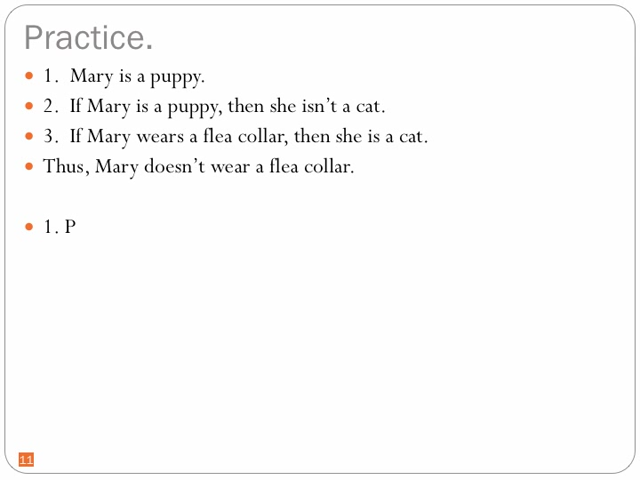 Practice.
1. Mary is a puppy.
2. If Mary is a puppy, then she isn't a cat.
3. If Mary wears a flea collar, then she is a cat.
Thus, Mary doesn't wear a flea collar.
1. P
11